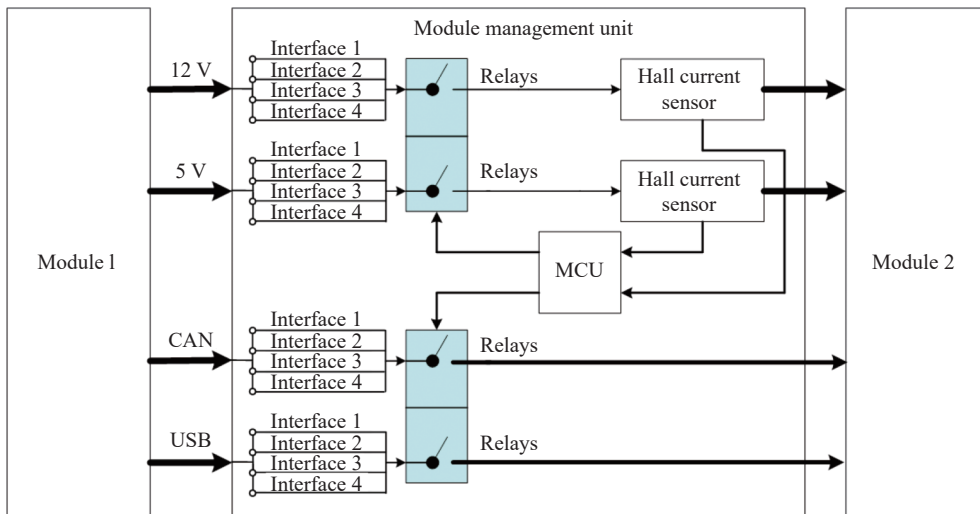 Module management unit
12 V
Interface 1
Interface 2
Interface 3
Interface 4
Relays
Hall current
sensor
5 V
Interface 1
Interface 2
Interface 3
Interface 4
Relays
Hall current
sensor
Module l
MCU
Module 2
CAN
Interface 1
Interface 2
Interface 3
Interface 4
Relays
USB
Interface 1
Interface 2
Interface 3
Interface 4
Relays